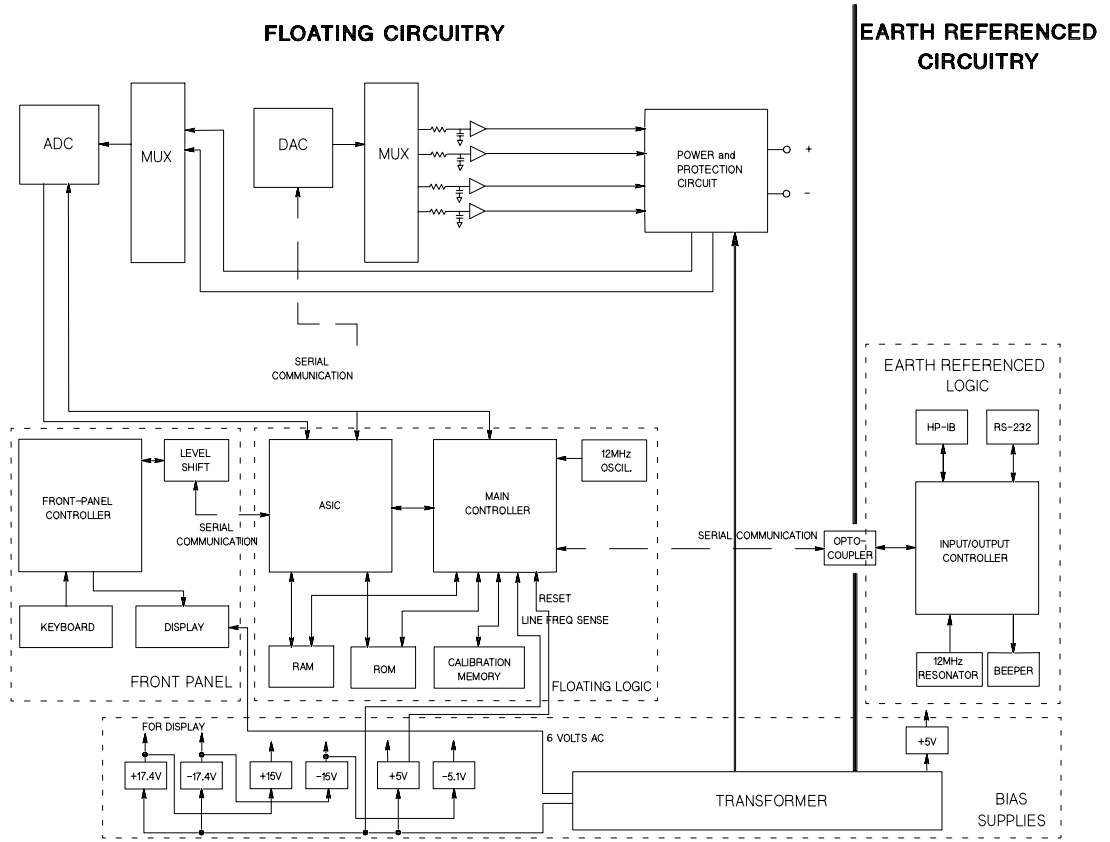 FLOATING CIRCUITRY
EARTH REFERENCED
CIRCUITRY
ADC
MUX
DAC
MUX
POWER and
PROTECTION
CIRCUIT
+
-
SERIAL
COMMUNICATION
EARTH REFERENCED
LOGIC
HP-IB
RS-232
FRONT-PANEL
CONTROLLER
LEVEL
SHIFT
SERIAL
COMMUNICATION
ASIC
MAIN
CONTROLLER
12MHz
OSCIL.
SERIAL COMMUNICATION
OPTO-
COUPLER
INPUT/OUTPUT
CONTROLLER
KEYBOARD
DISPLAY
RESET
LINE FREQ SENSE
RAM
ROM
CALIBRATION
MEMORY
12MHz
RESONATOR
BEEPER
FRONT PANEL
FLOATING LOGIC
FOR DISPLAY
6 VOLTS AC
+5V
+17.4V
-17.4V
+15V
-15V
+5V
-5.1V
TRANSFORMER
BIAS
SUPPLIES